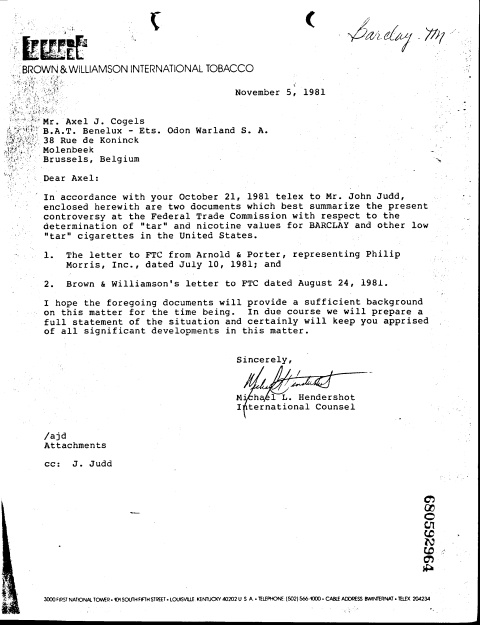 Barclay-TM
BROWN & WILLIAMSON INTERNATIONAL TOBACCO
November 5, 1981
Mr. Axel J. Cogels
B.A.T. Benelux - Ets. Odon Warland S. A.
38 Rue de Koninck
Molenbeek
Brussels, Belgium
Dear Axel:
In accordance with your October 21, 1981 telex to Mr. John Judd,
enclosed herewith are two documents which best summarize the present
controversy at the Federal Trade Commission with respect to the
determination of "tar" and nicotine values for BARCLAY and other low
"tar" cigarettes in the United States.
1. The letter to FTC from Arnold & Porter, representing Philip
Morris, Inc., dated July 10, 1981; and
2. Brown & Williamson's letter to FTC dated August 24, 1981.
I hope the foregoing documents will provide a sufficient background
on this matter for the time being. In due course we will prepare a
full statement of the situation and certainly will keep you apprised
of all significant developments in this matter.
Sincerely,
Michael L. Hendershot
International Counsel
/ajd
Attachments
cc: J. Judd
680592964
3000 FIRST NATIONAL TOWER • 101 SOUTH FIFTH STREET • LOUISVILLE KENTUCKY 40202 U S A • TELEPHONE (502) 566 1000 • CABLE ADDRESS BWINTERNAT • TELEX 204234